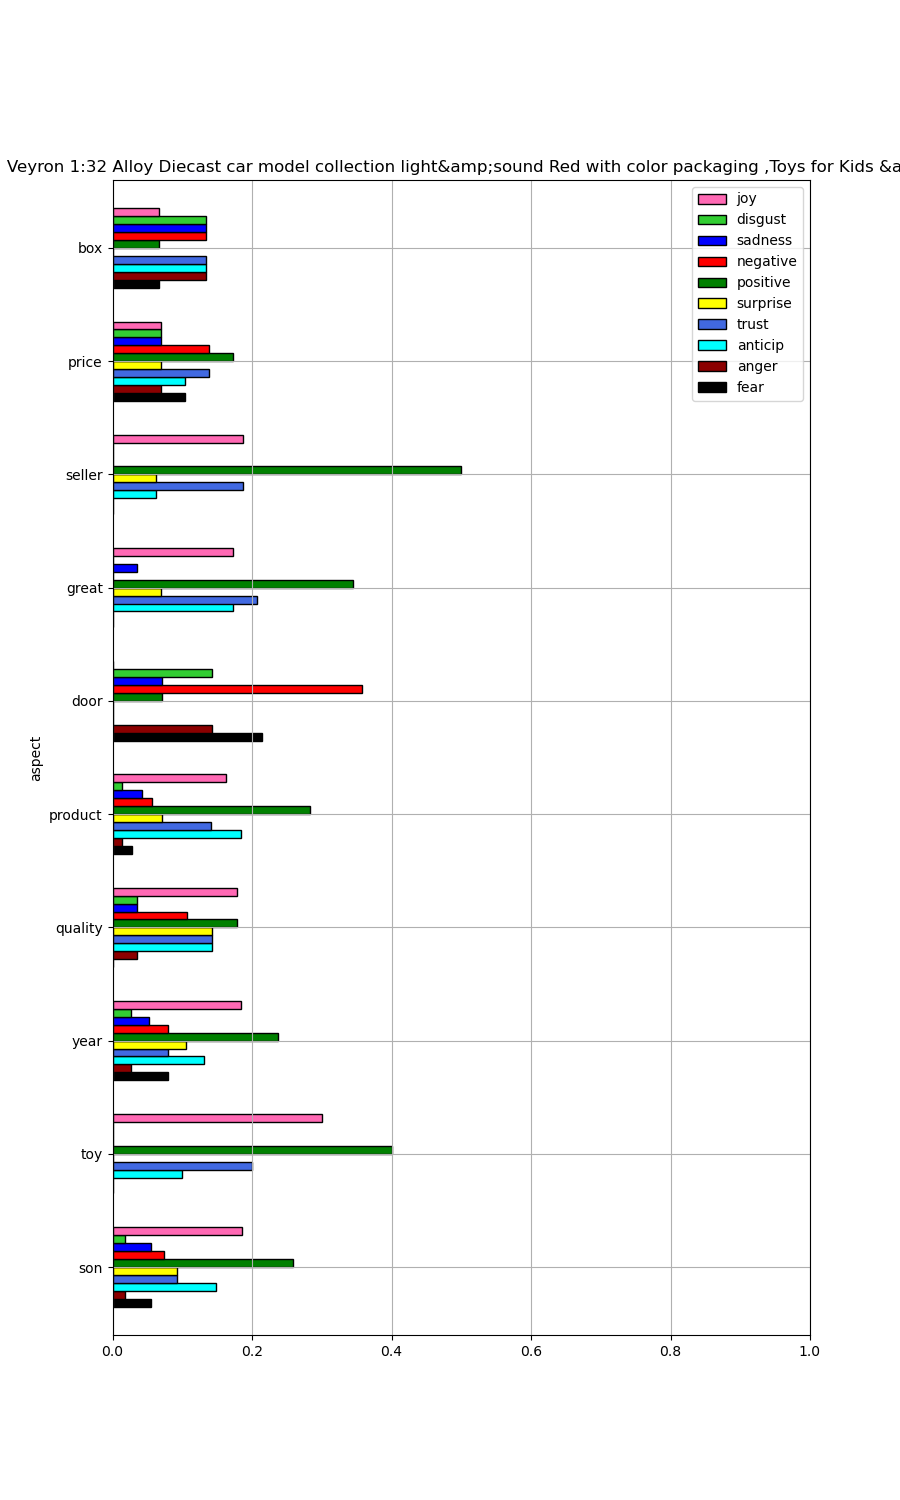 Veyron 1:32 Alloy Diecast car model collection light&amp;sound Red with color packaging ,Toys for Kids &a
joy
disgust
sadness
negative
positive
surprise
trust
anticip
anger
fear
box
price
seller
great
door
product
quality
year
toy
son
aspect
0.0 0.2 0.4 0.6 0.8 1.0